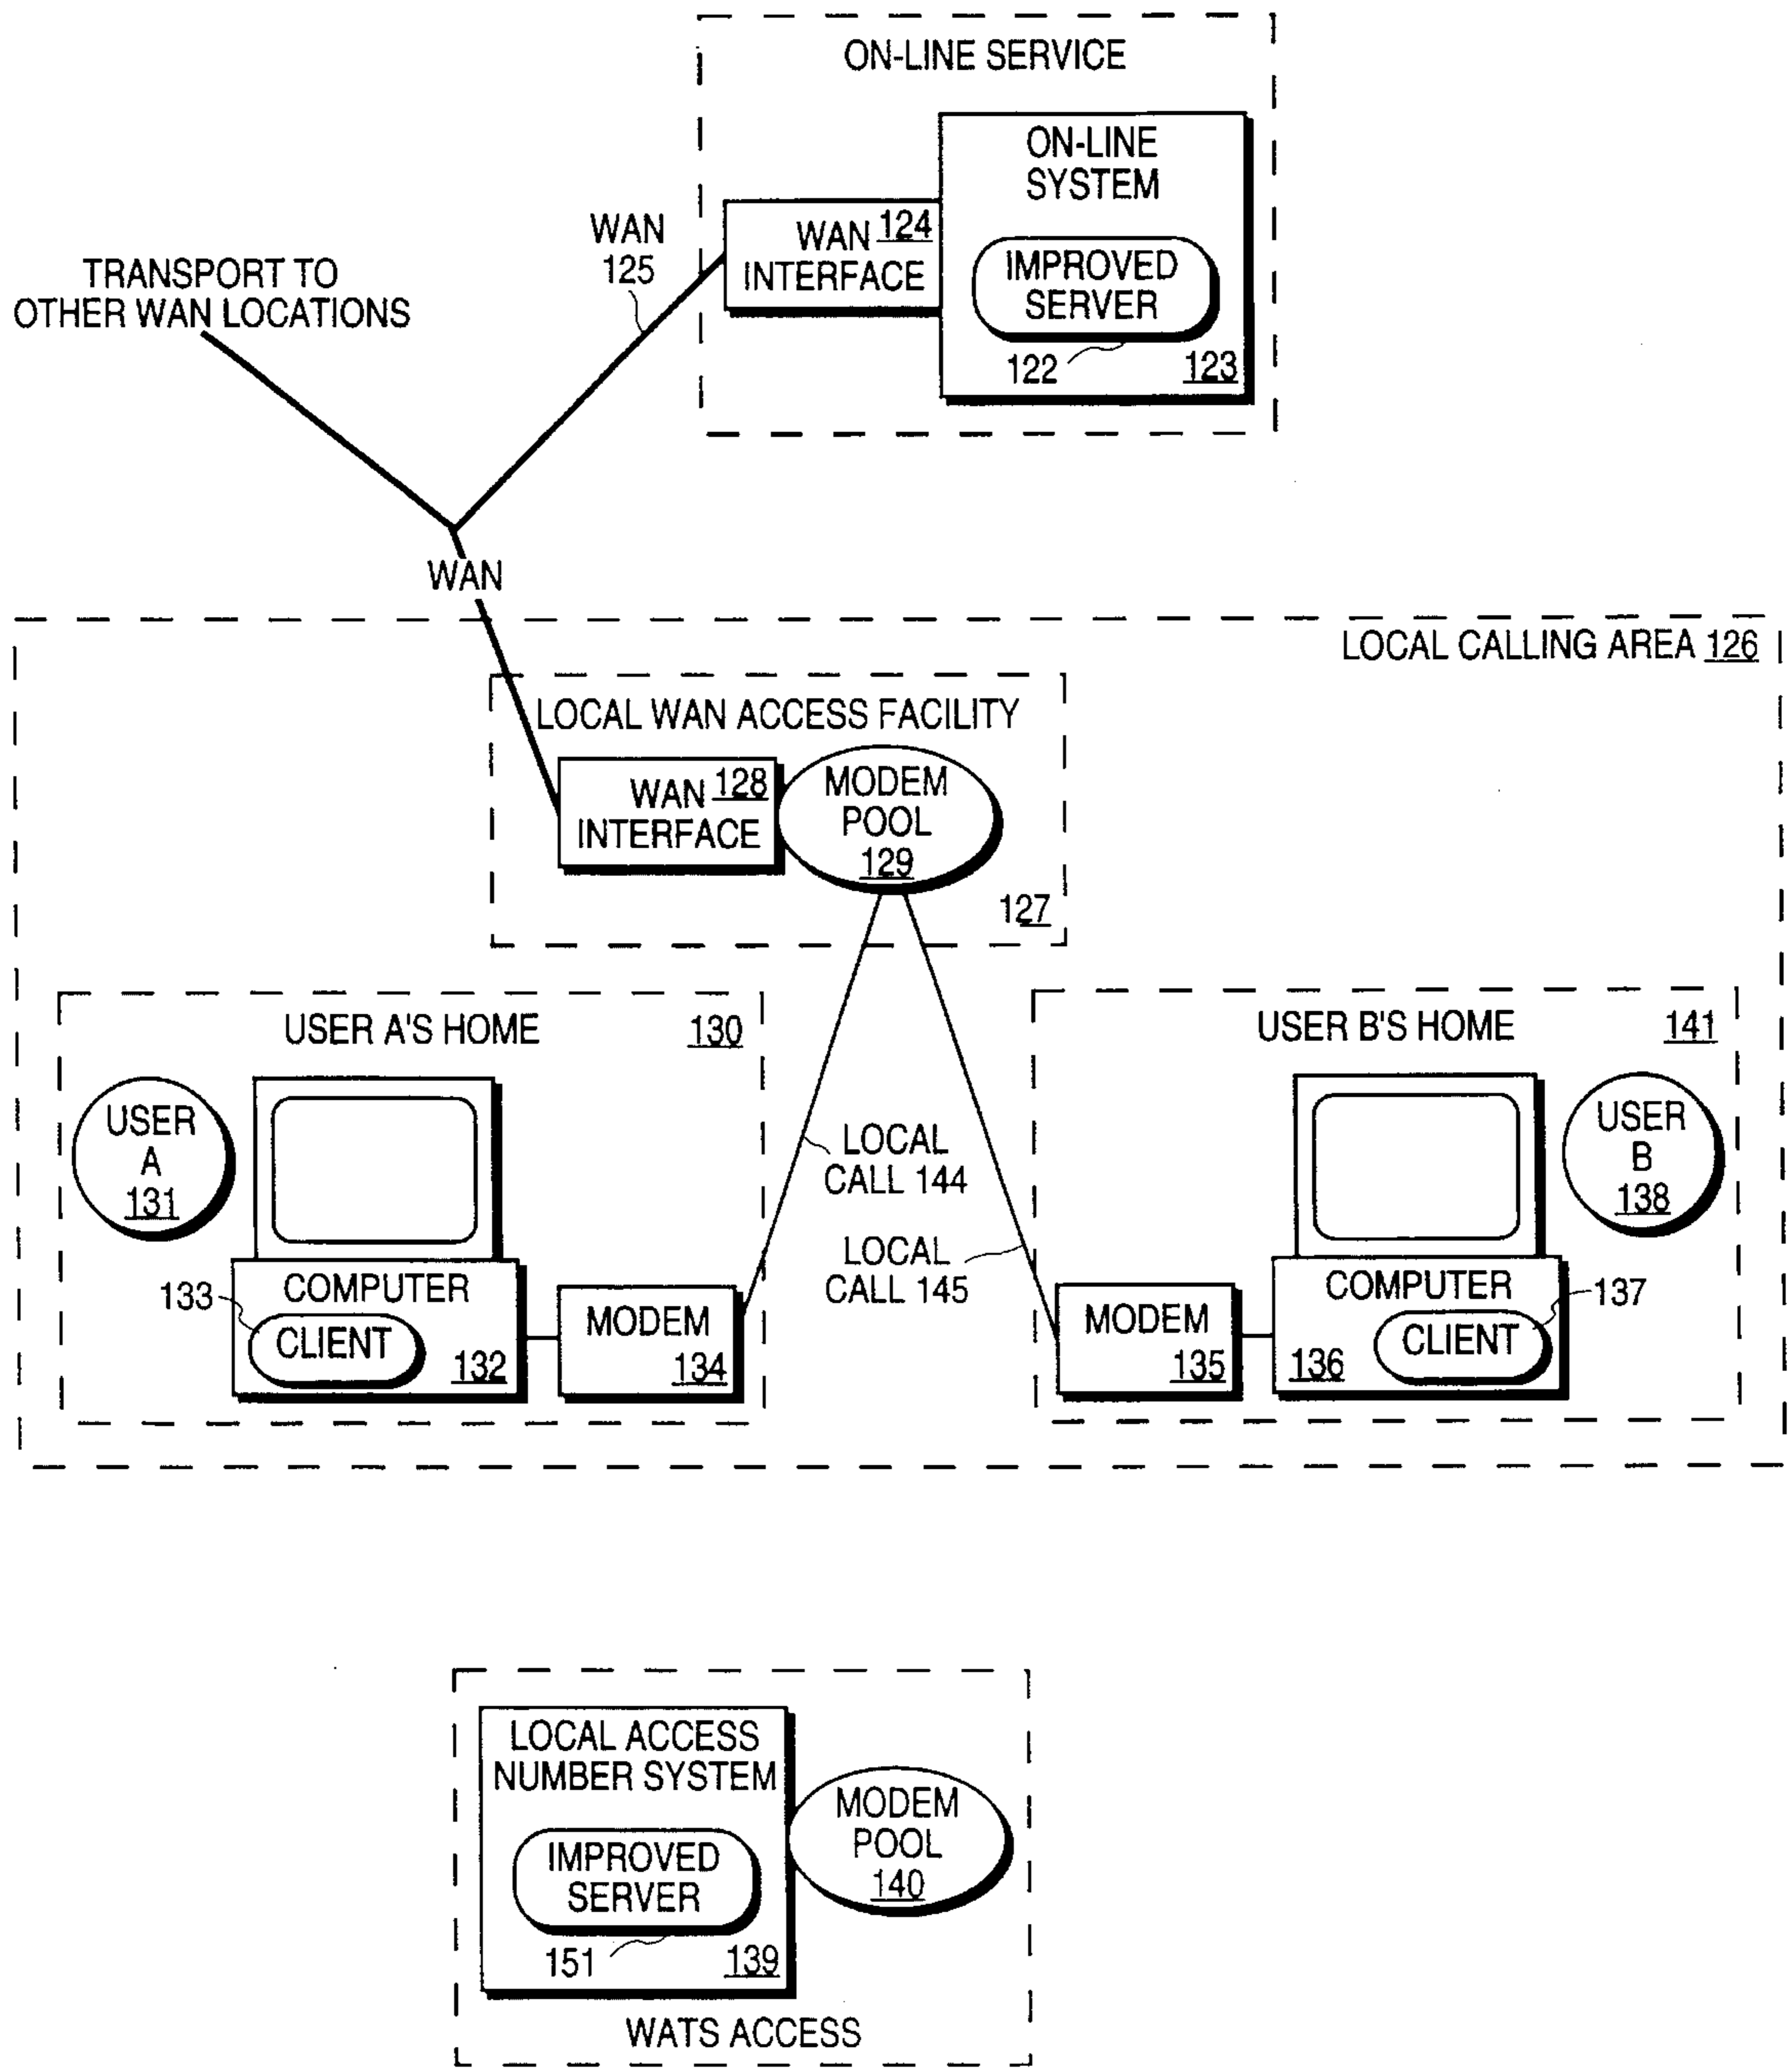 ON-LINE SERVICE
ON-LINE
SYSTEM
WAN 124
INTERFACE
IMPROVED
SERVER
122
123
WAN
125
TRANSPORT TO
OTHER WAN LOCATIONS
WAN
LOCAL CALLING AREA 126
LOCAL WAN ACCESS FACILITY
WAN 128
INTERFACE
MODEM
POOL
129
127
USER A'S HOME 130
USER
A
131
COMPUTER
133
CLIENT
132
MODEM
134
LOCAL
CALL 144
LOCAL
CALL 145
USER B'S HOME 141
USER
B
138
COMPUTER
137
CLIENT
136
MODEM
135
LOCAL ACCESS
NUMBER SYSTEM
IMPROVED
SERVER
151
139
MODEM
POOL
140
WATS ACCESS